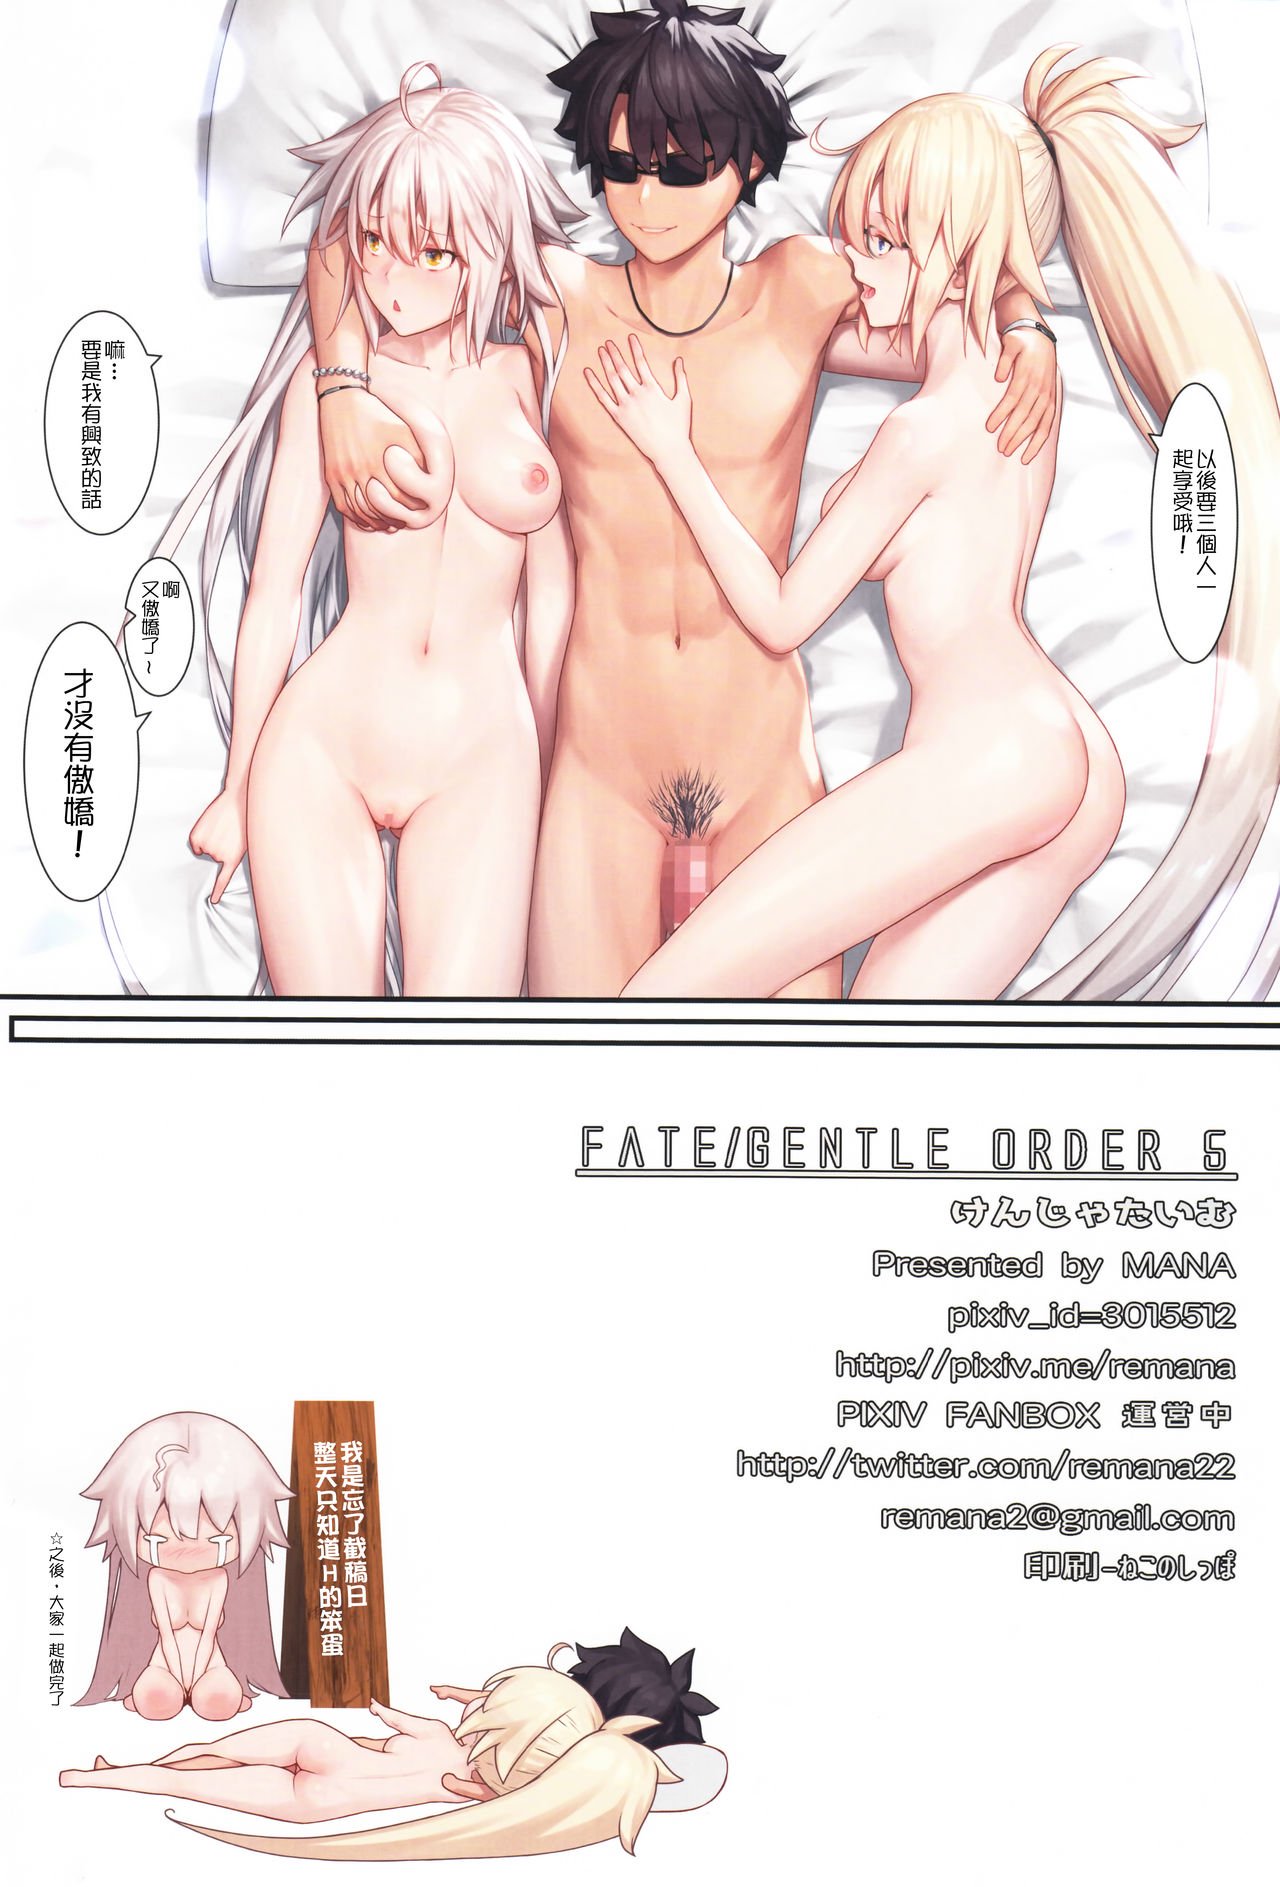 以後要三個人一
起享受哦！
嘛…
要是我有興致的話
啊
又傲嬌了～
才沒有傲嬌！
FATE/GENTLE ORDER 5
けんじゃたいむ
Presented by MANA
pixiv_id=3015512
http://pixiv.me/remana
PIXIV FANBOX 運営中
http://twitter.com/remana22
remana2@gmail.com
印刷－ねこのしっぽ
我是忘了截稿日
整天只知道H的笨蛋
☆之後，大家一起做完了